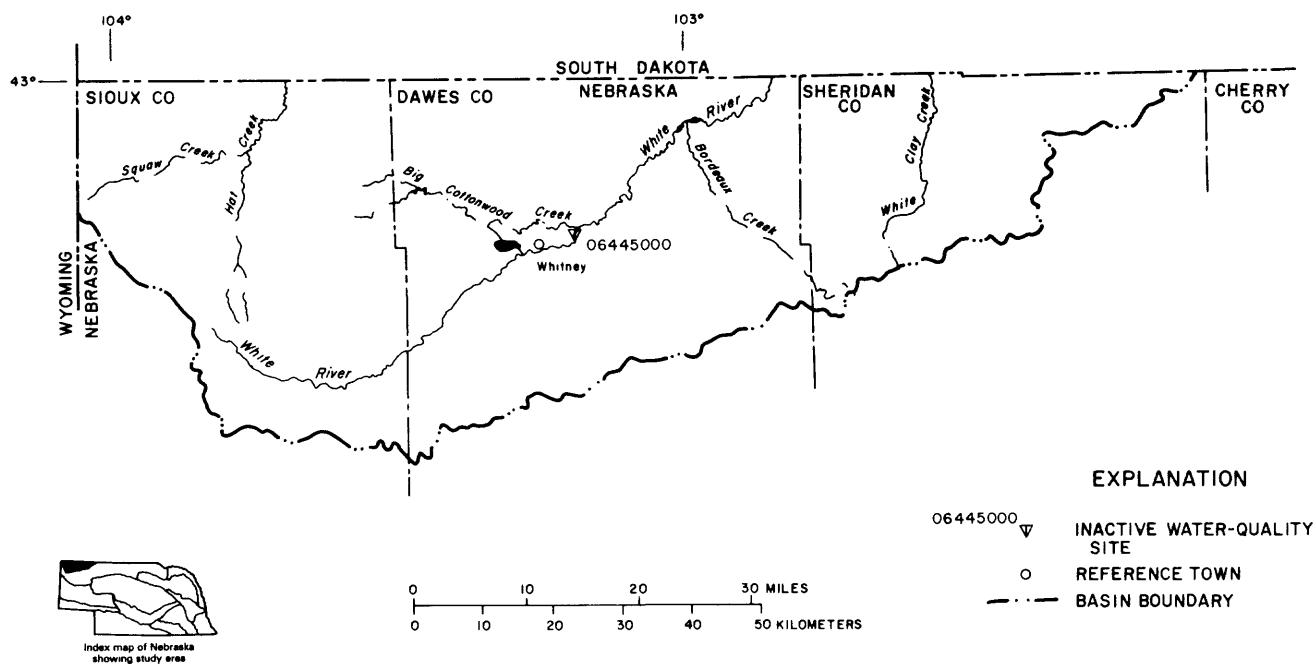 104°
103°
43°
SOUTH DAKOTA
NEBRASKA
SIOUX CO
DAWES CO
SHERIDAN
CO
CHERRY
CO
WYOMING
NEBRASKA
Squaw Creek
Hat Creek
Big Cottonwood Creek
White River
Bordeaux Creek
White Clay Creek
06445000
Whitney
White River
EXPLANATION
06445000
INACTIVE WATER-QUALITY
SITE
REFERENCE TOWN
BASIN BOUNDARY
0 10 20 30 MILES
0 10 20 30 40 50 KILOMETERS
Index map of Nebraska
showing study area